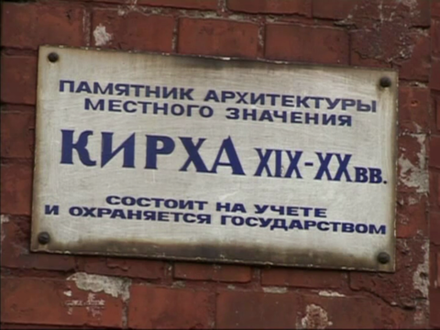 ПАМЯТНИК АРХИТЕКТУРЫ
МЕСТНОГО ЗНАЧЕНИЯ
КИРХА XIX-XX ВВ.
СОСТОИТ НА УЧЕТЕ
И ОХРАНЯЕТСЯ ГОСУДАРСТВОМ